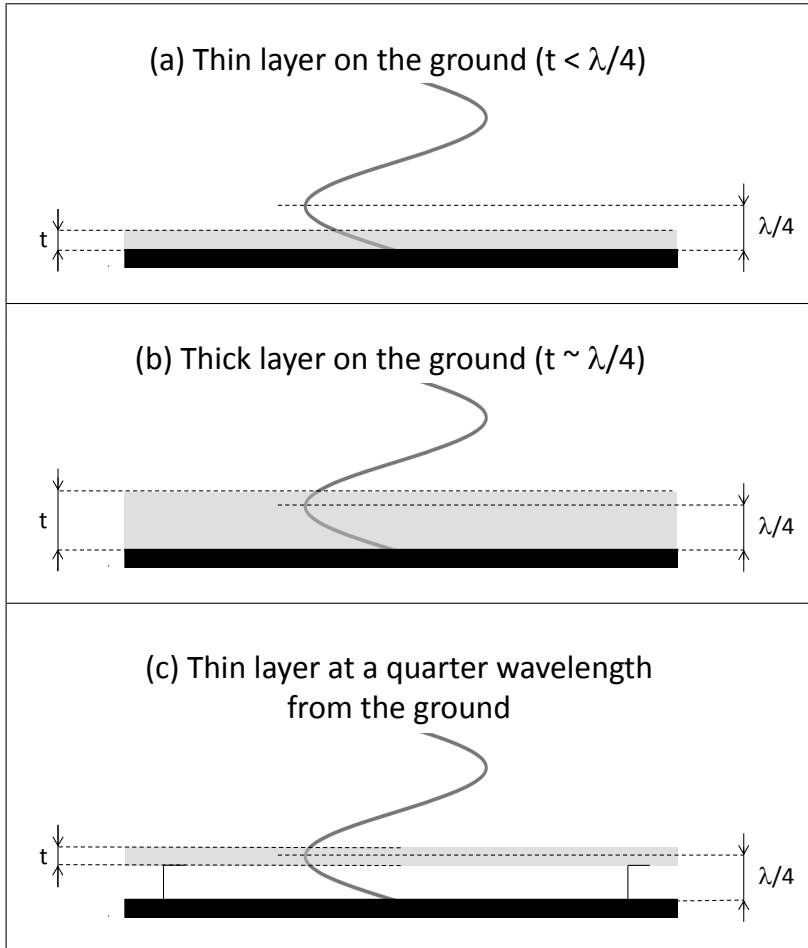 (a) Thin layer on the ground (t < λ/4)
t
λ/4
(b) Thick layer on the ground (t ~ λ/4)
t
λ/4
(c) Thin layer at a quarter wavelength
from the ground
t
λ/4